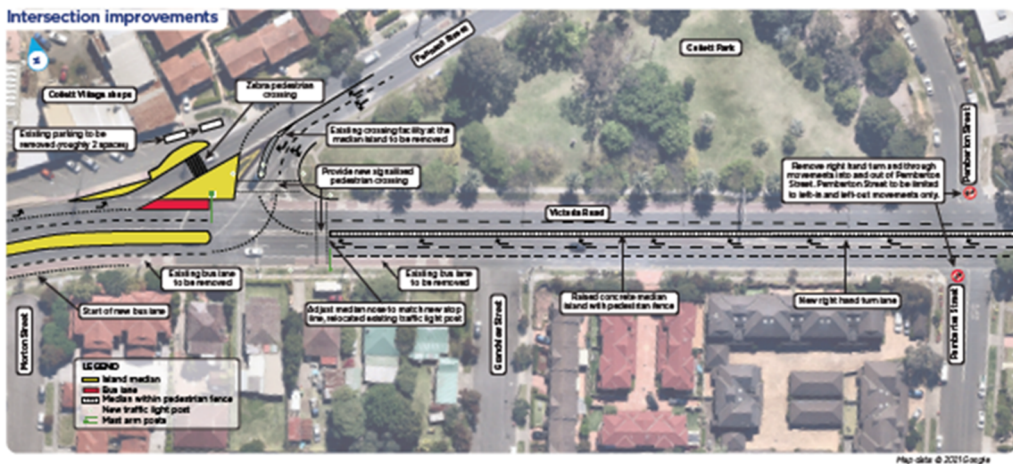 Intersection improvements
Pennant Street
Collett Park
Collett Village shops
Zebra pedestrian
crossing
Existing parking to be
removed (roughly 2 spaces)
Existing crossing facility at the
median island to be removed
Provide new signalised
pedestrian crossing
Pemberton Street
Remove right hand turn and through
movements into and out of Pemberton
Street. Pemberton Street to be limited
to left-in and left-out movements only.
Victoria Road
Existing bus lane
to be removed
Existing bus lane
to be removed
Start of new bus lane
Adjust median nose to match new stop
line, relocated existing traffic light post
Raised concrete median
island with pedestrian fence
New right hand turn lane
Morton Street
Pemberton Street
LEGEND
Island median
Bus lane
Median within pedestrian fence
New traffic light post
Mast arm posts
Map data © 2021 Google